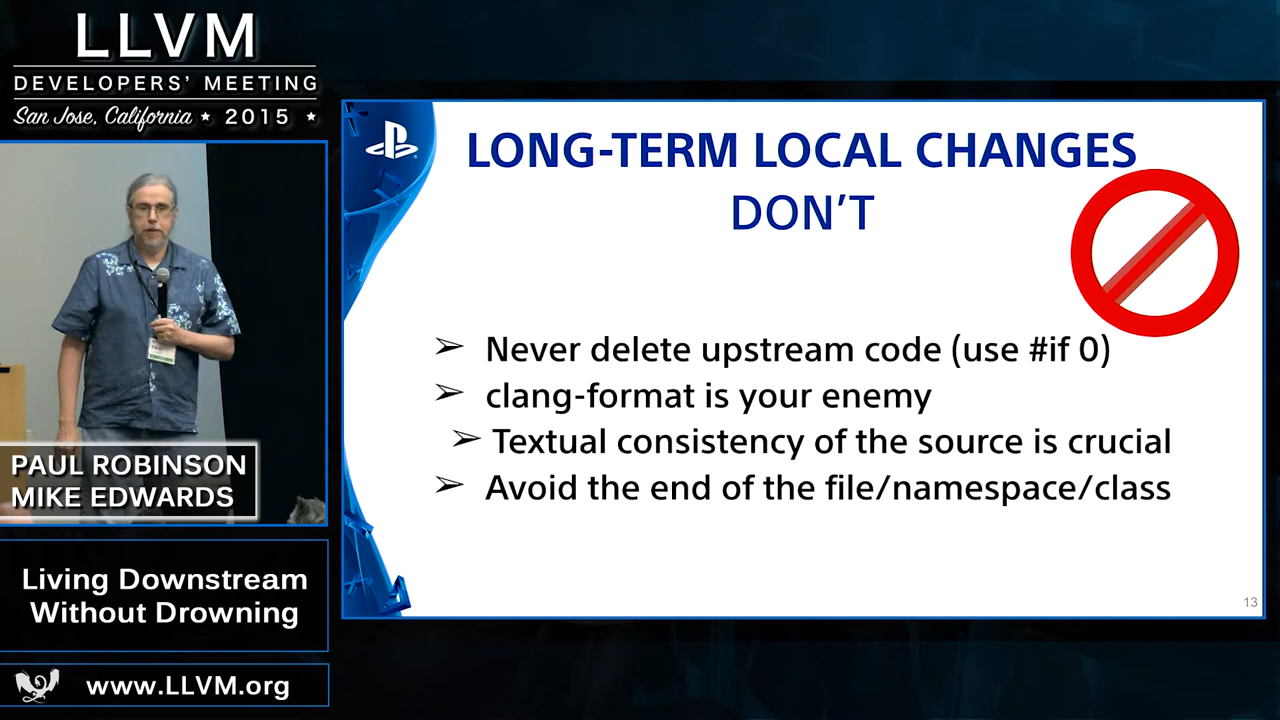 LLVM
DEVELOPERS' MEETING
San Jose, California ★ 2015 ★
LONG-TERM LOCAL CHANGES
DON'T
➢ Never delete upstream code (use #if 0)
➢ clang-format is your enemy
➢ Textual consistency of the source is crucial
➢ Avoid the end of the file/namespace/class
13
PAUL ROBINSON
MIKE EDWARDS
Living Downstream
Without Drowning
www.LLVM.org